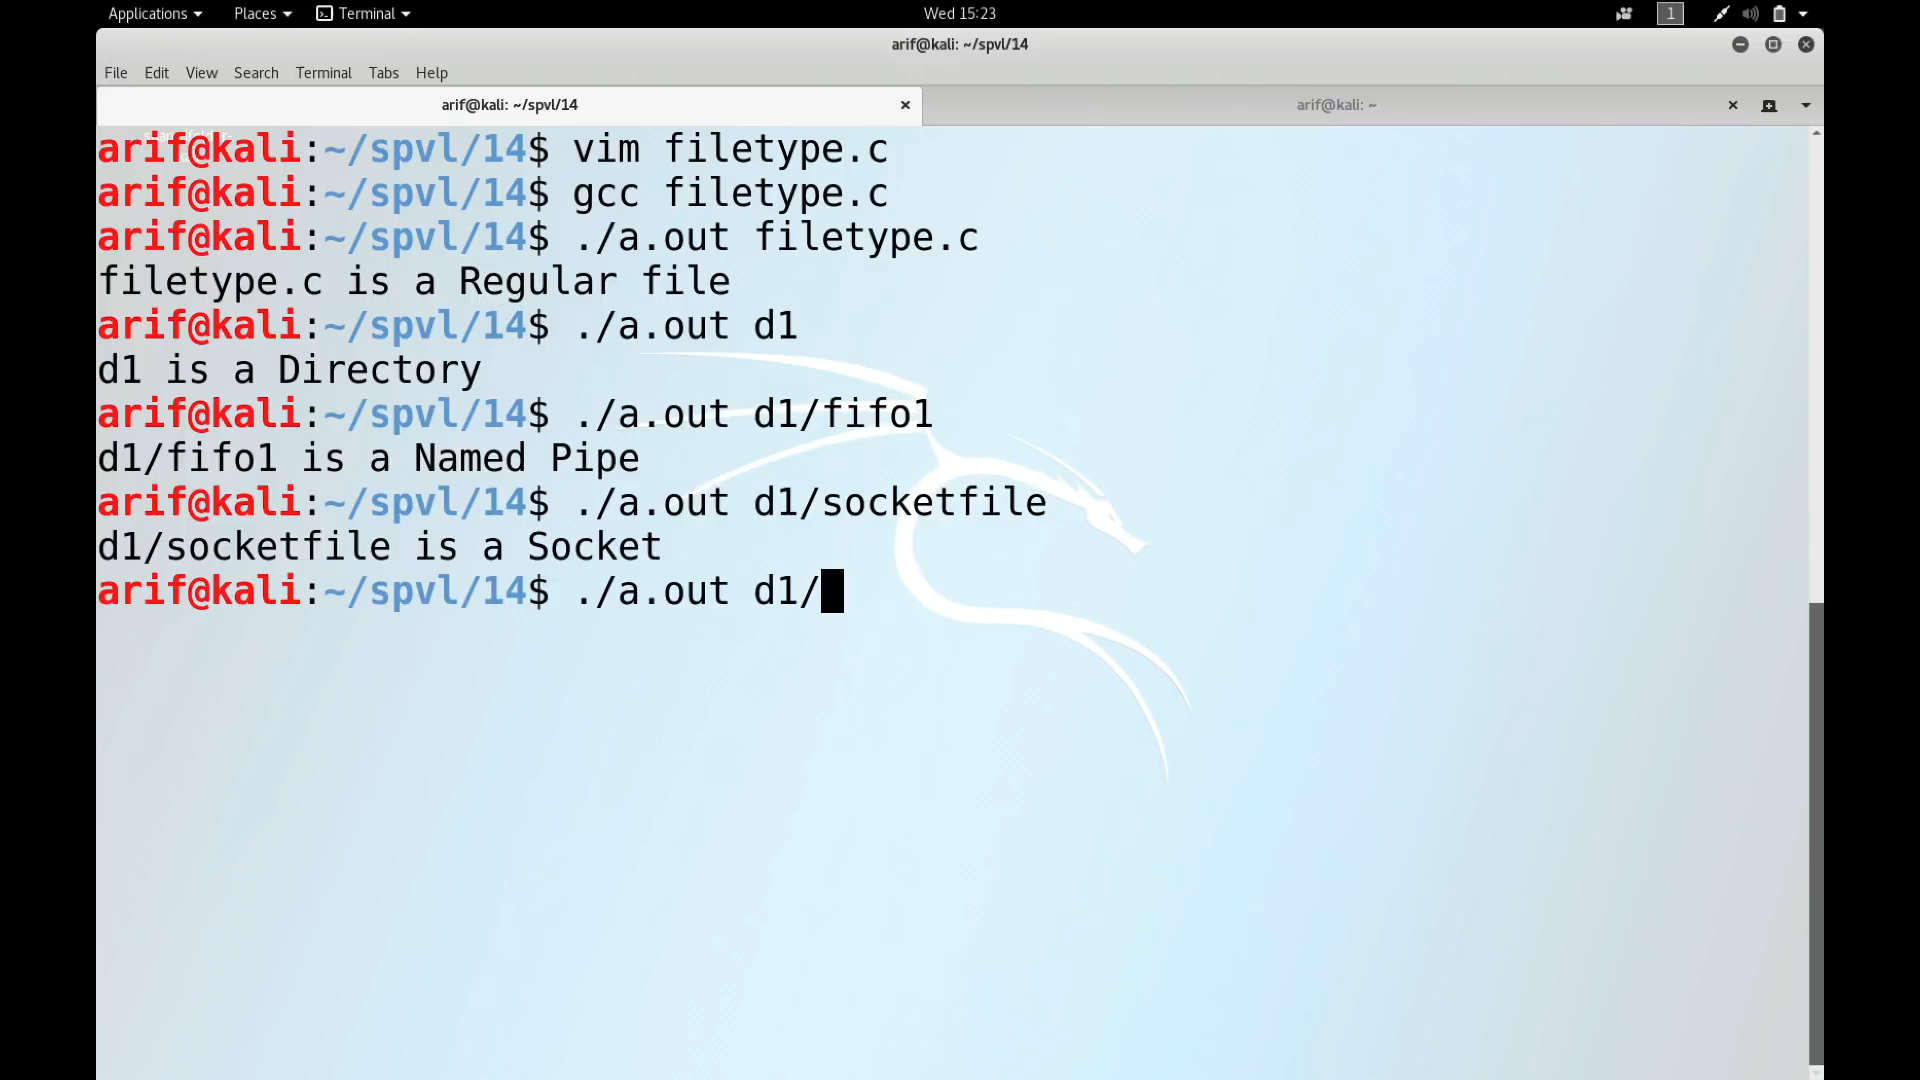 Applications Places Terminal Wed 15:23 1
arif@kali: ~/spvl/14
File Edit View Search Terminal Tabs Help
arif@kali: ~/spvl/14 arif@kali: ~
arif@kali:~/spvl/14$ vim filetype.c
arif@kali:~/spvl/14$ gcc filetype.c
arif@kali:~/spvl/14$ ./a.out filetype.c
filetype.c is a Regular file
arif@kali:~/spvl/14$ ./a.out d1
d1 is a Directory
arif@kali:~/spvl/14$ ./a.out d1/fifo1
d1/fifo1 is a Named Pipe
arif@kali:~/spvl/14$ ./a.out d1/socketfile
d1/socketfile is a Socket
arif@kali:~/spvl/14$ ./a.out d1/